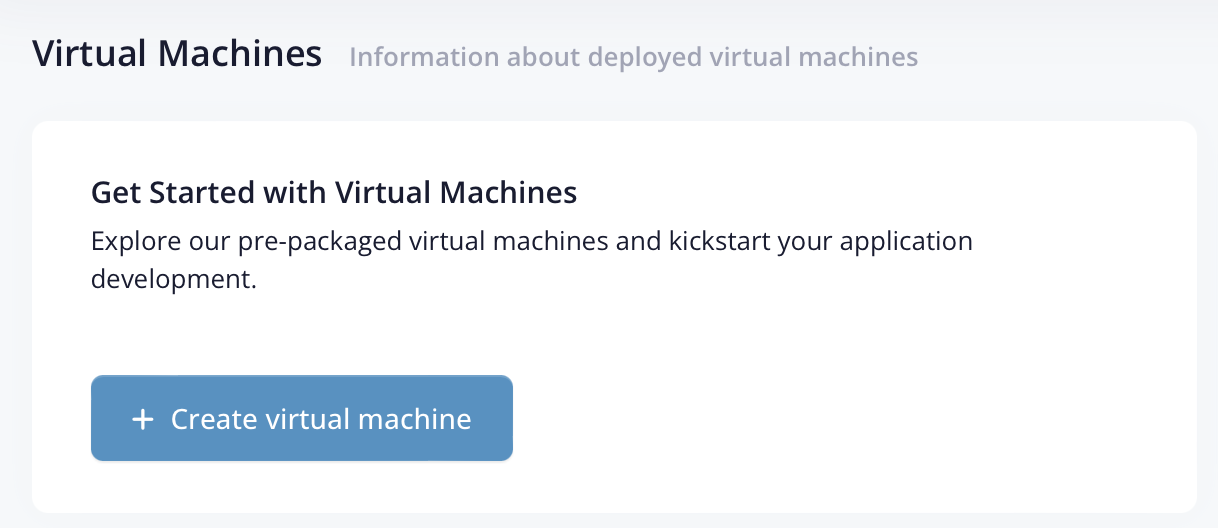 Virtual Machines Information about deployed virtual machines
Get Started with Virtual Machines
Explore our pre-packaged virtual machines and kickstart your application
development.
+ Create virtual machine